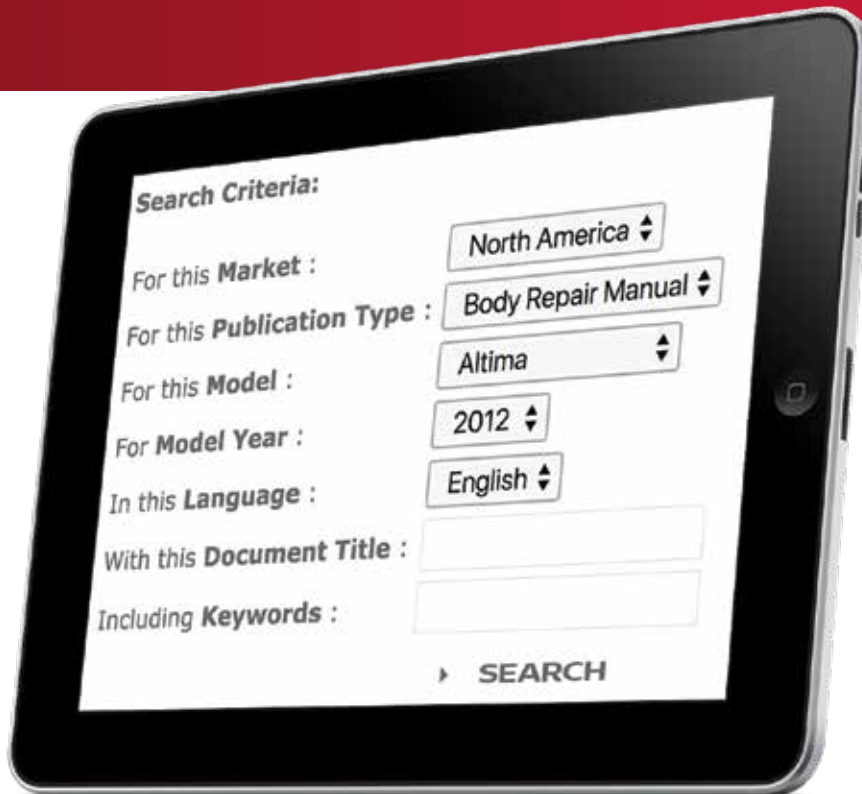 Search Criteria:
For this Market : North America
For this Publication Type : Body Repair Manual
For this Model : Altima
For Model Year : 2012
In this Language : English
With this Document Title :
Including Keywords :
SEARCH